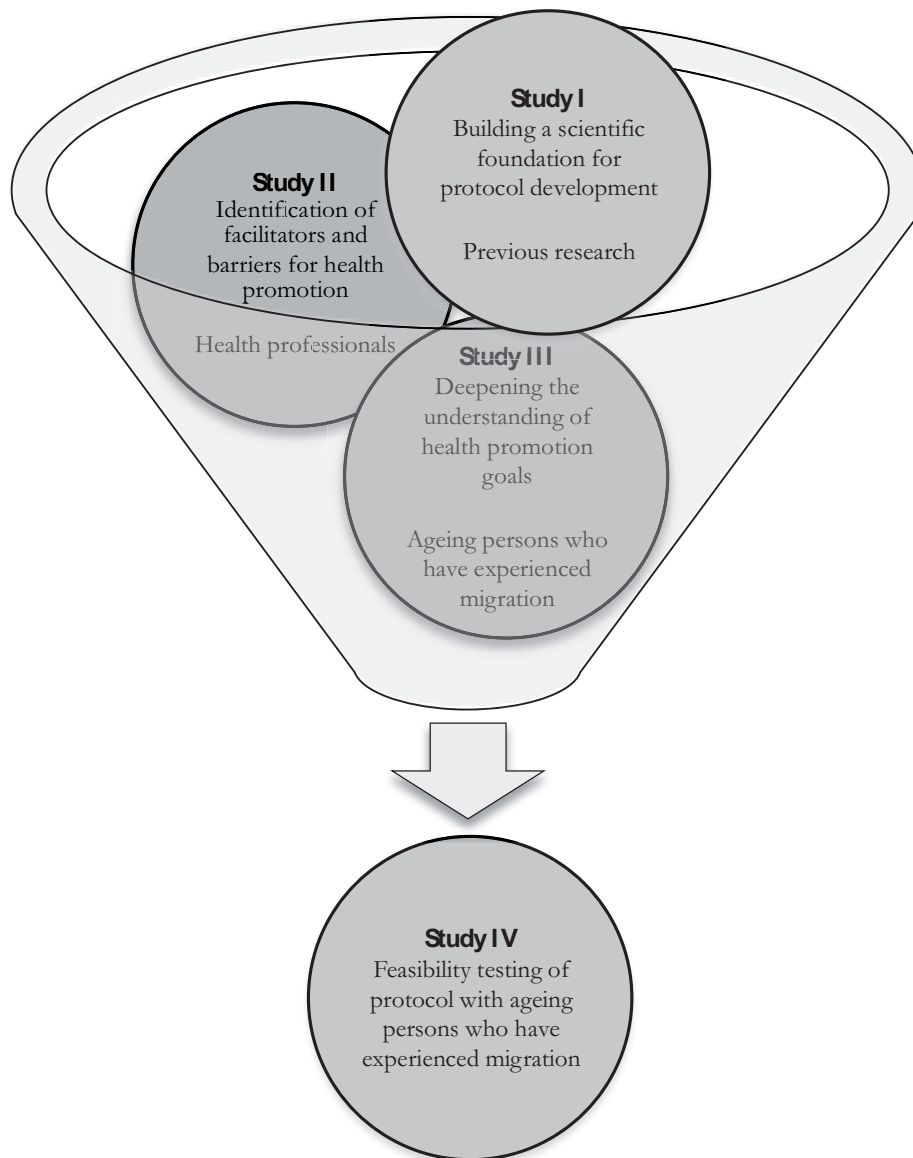 Study I
Building a scientific
foundation for
protocol development
Previous research
Study II
Identification of
facilitators and
barriers for health
promotion
Health professionals
Study III
Deepening the
understanding of
health promotion
goals
Ageing persons who
have experienced
migration
Study IV
Feasibility testing of
protocol with ageing
persons who have
experienced migration